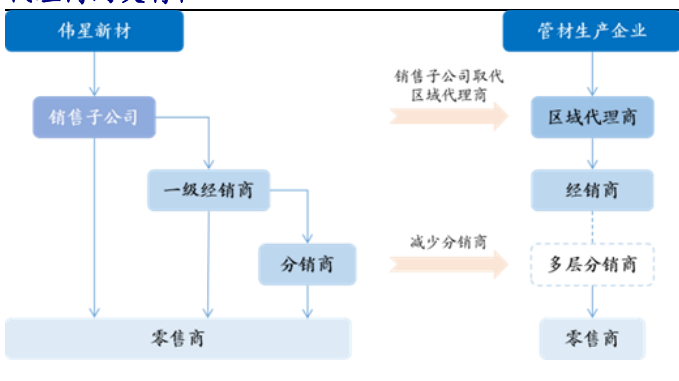 伟星新材
管材生产企业
销售子公司取代
区域代理商
销售子公司
区域代理商
一级经销商
经销商
减少分销商
分销商
多层分销商
零售商
零售商